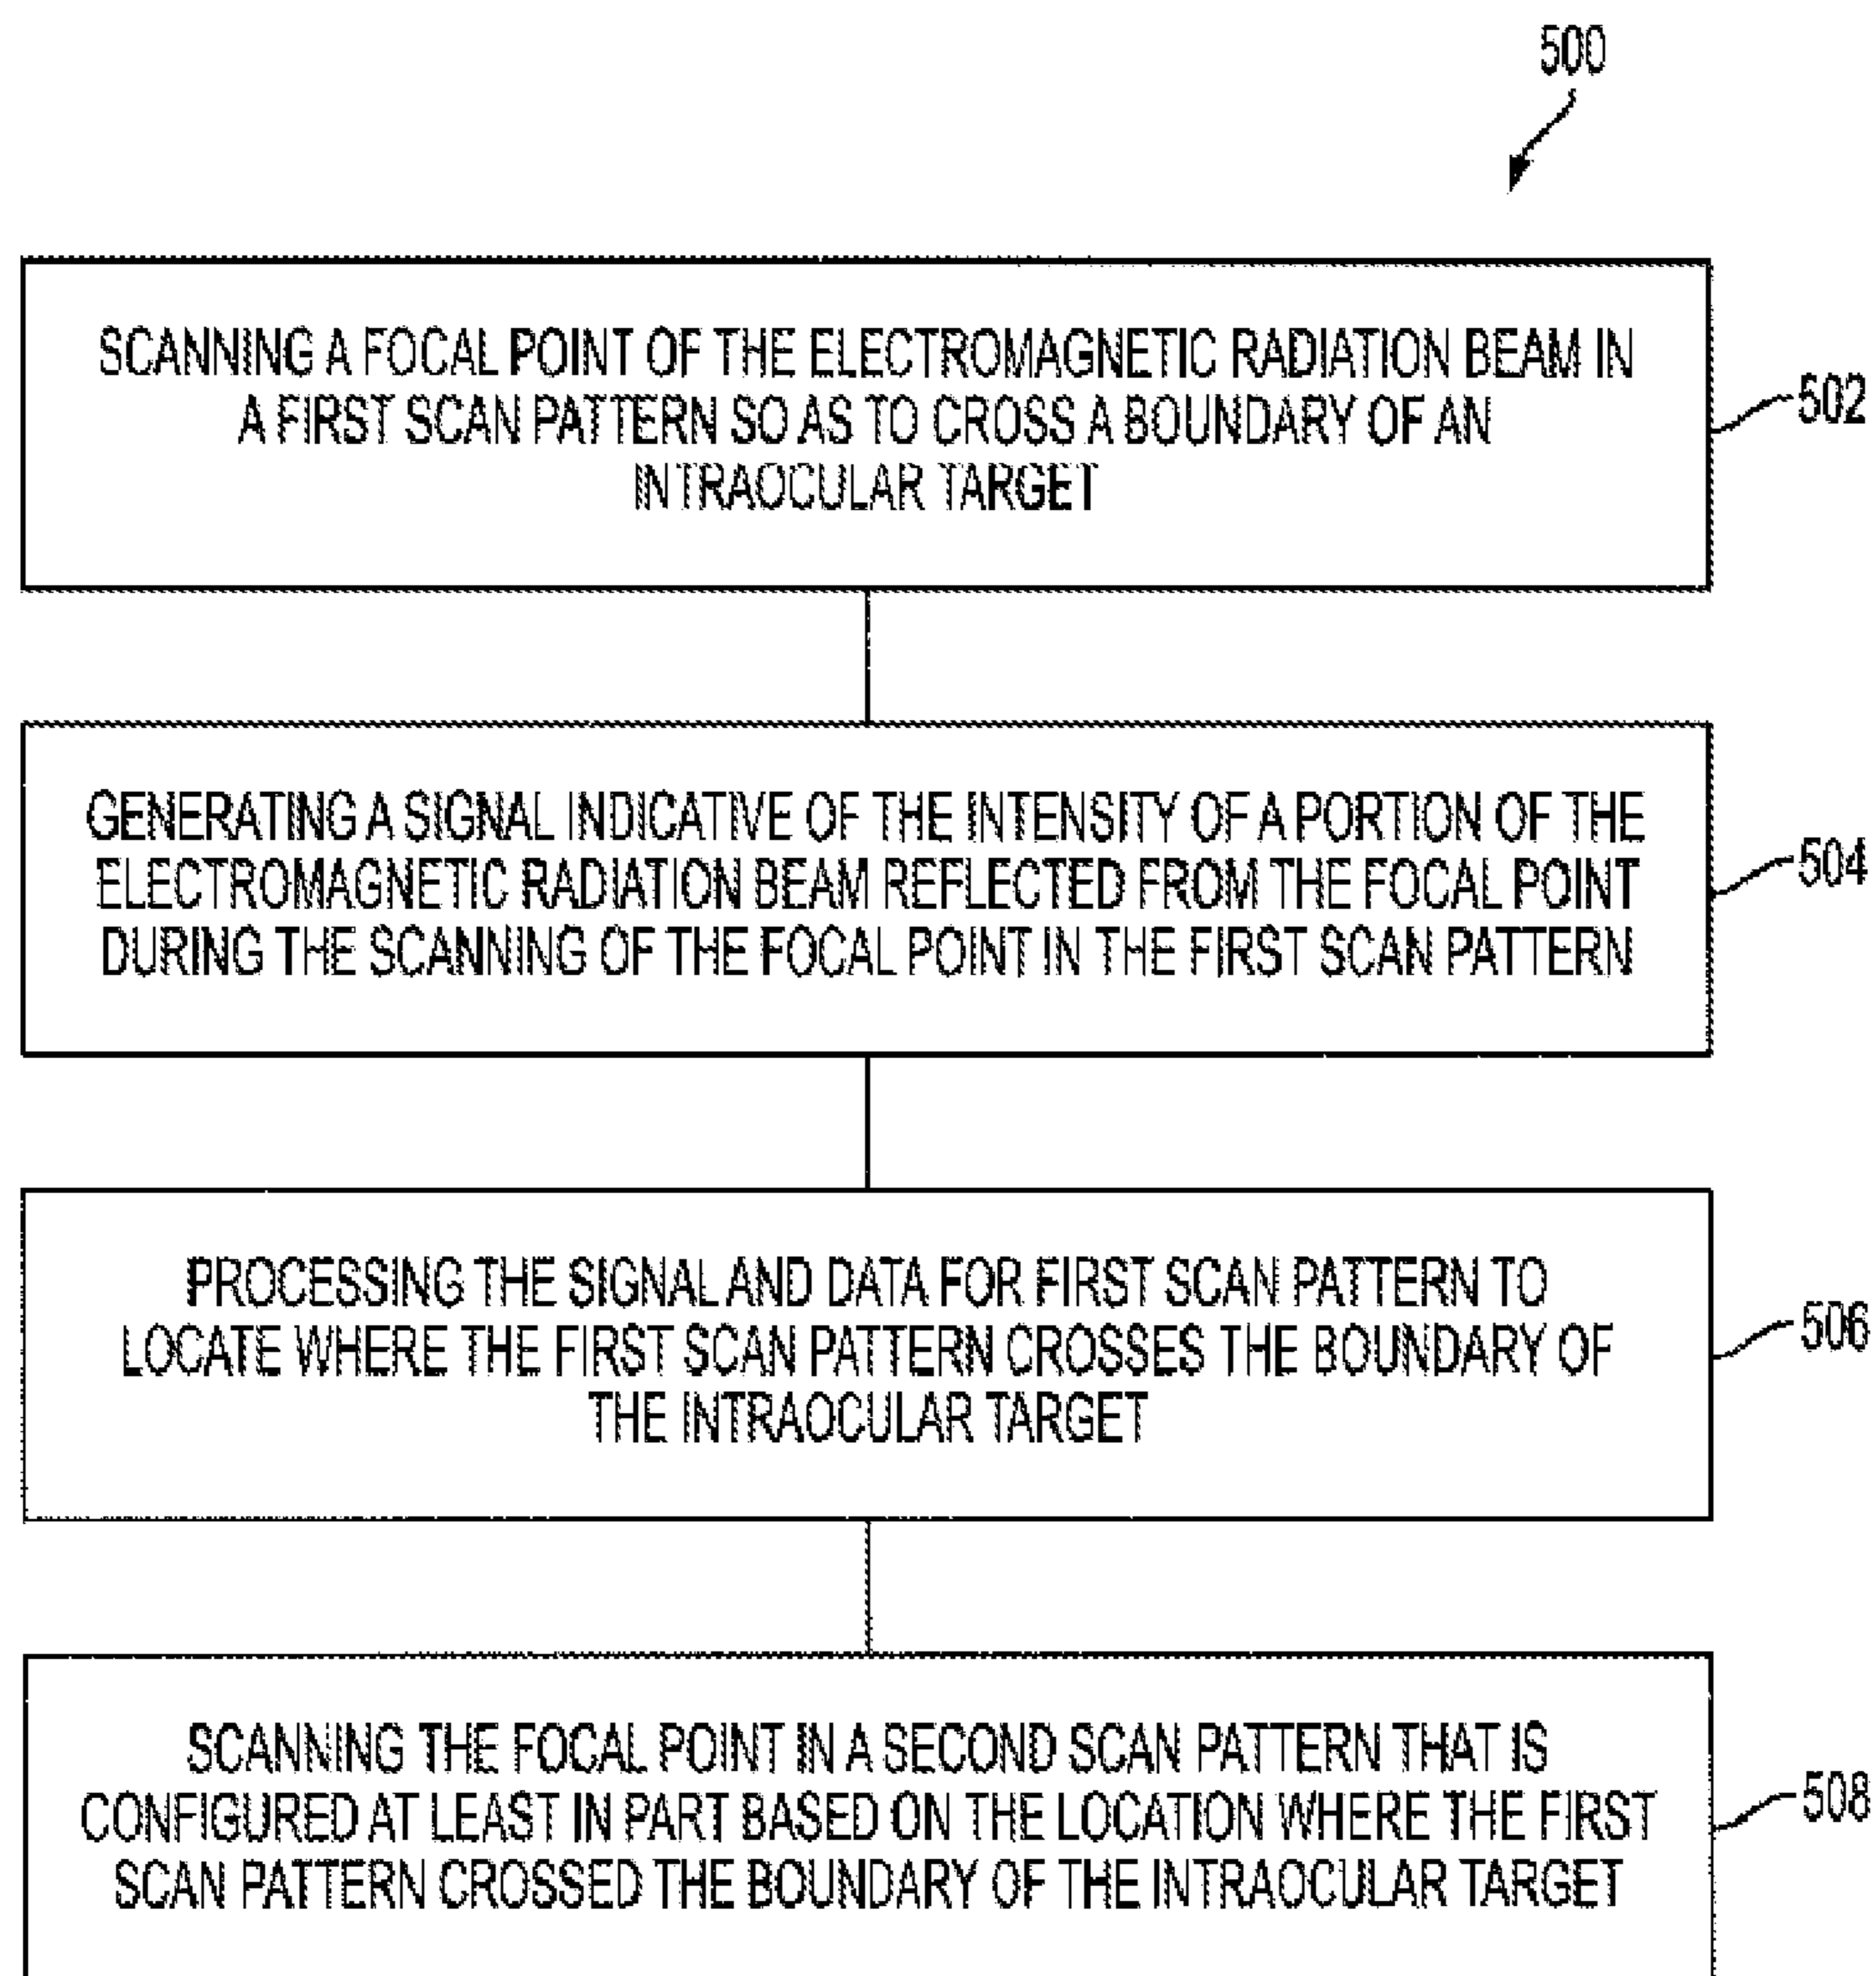 500
SCANNING A FOCAL POINT OF THE ELECTROMAGNETIC RADIATION BEAM IN
A FIRST SCAN PATTERN SO AS TO CROSS A BOUNDARY OF AN
INTRAOCULAR TARGET
502
GENERATING A SIGNAL INDICATIVE OF THE INTENSITY OF A PORTION OF THE
ELECTROMAGNETIC RADIATION BEAM REFLECTED FROM THE FOCAL POINT
DURING THE SCANNING OF THE FOCAL POINT IN THE FIRST SCAN PATTERN
504
PROCESSING THE SIGNAL AND DATA FOR FIRST SCAN PATTERN TO
LOCATE WHERE THE FIRST SCAN PATTERN CROSSES THE BOUNDARY OF
THE INTRAOCULAR TARGET
506
SCANNING THE FOCAL POINT IN A SECOND SCAN PATTERN THAT IS
CONFIGURED AT LEAST IN PART BASED ON THE LOCATION WHERE THE FIRST
SCAN PATTERN CROSSED THE BOUNDARY OF THE INTRAOCULAR TARGET
508